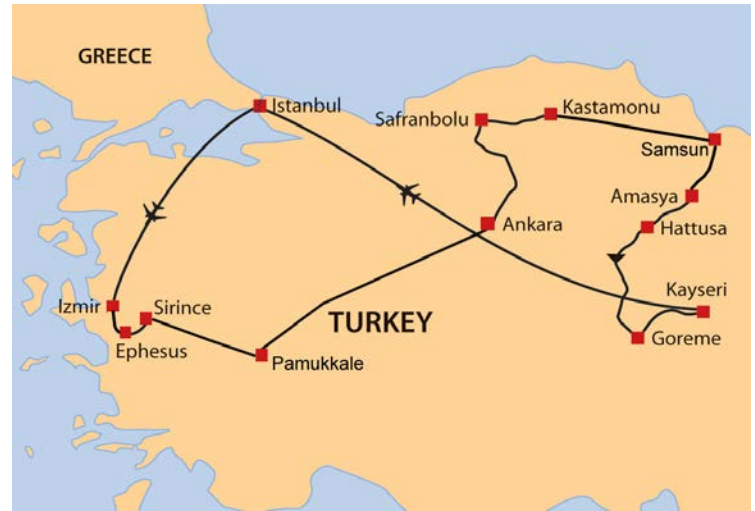 GREECE
Istanbul
Safranbolu
Kastamonu
Samsun
Amasya
Ankara
Hattusa
Kayseri
Izmir
Sirince
TURKEY
Ephesus
Pamukkale
Goreme